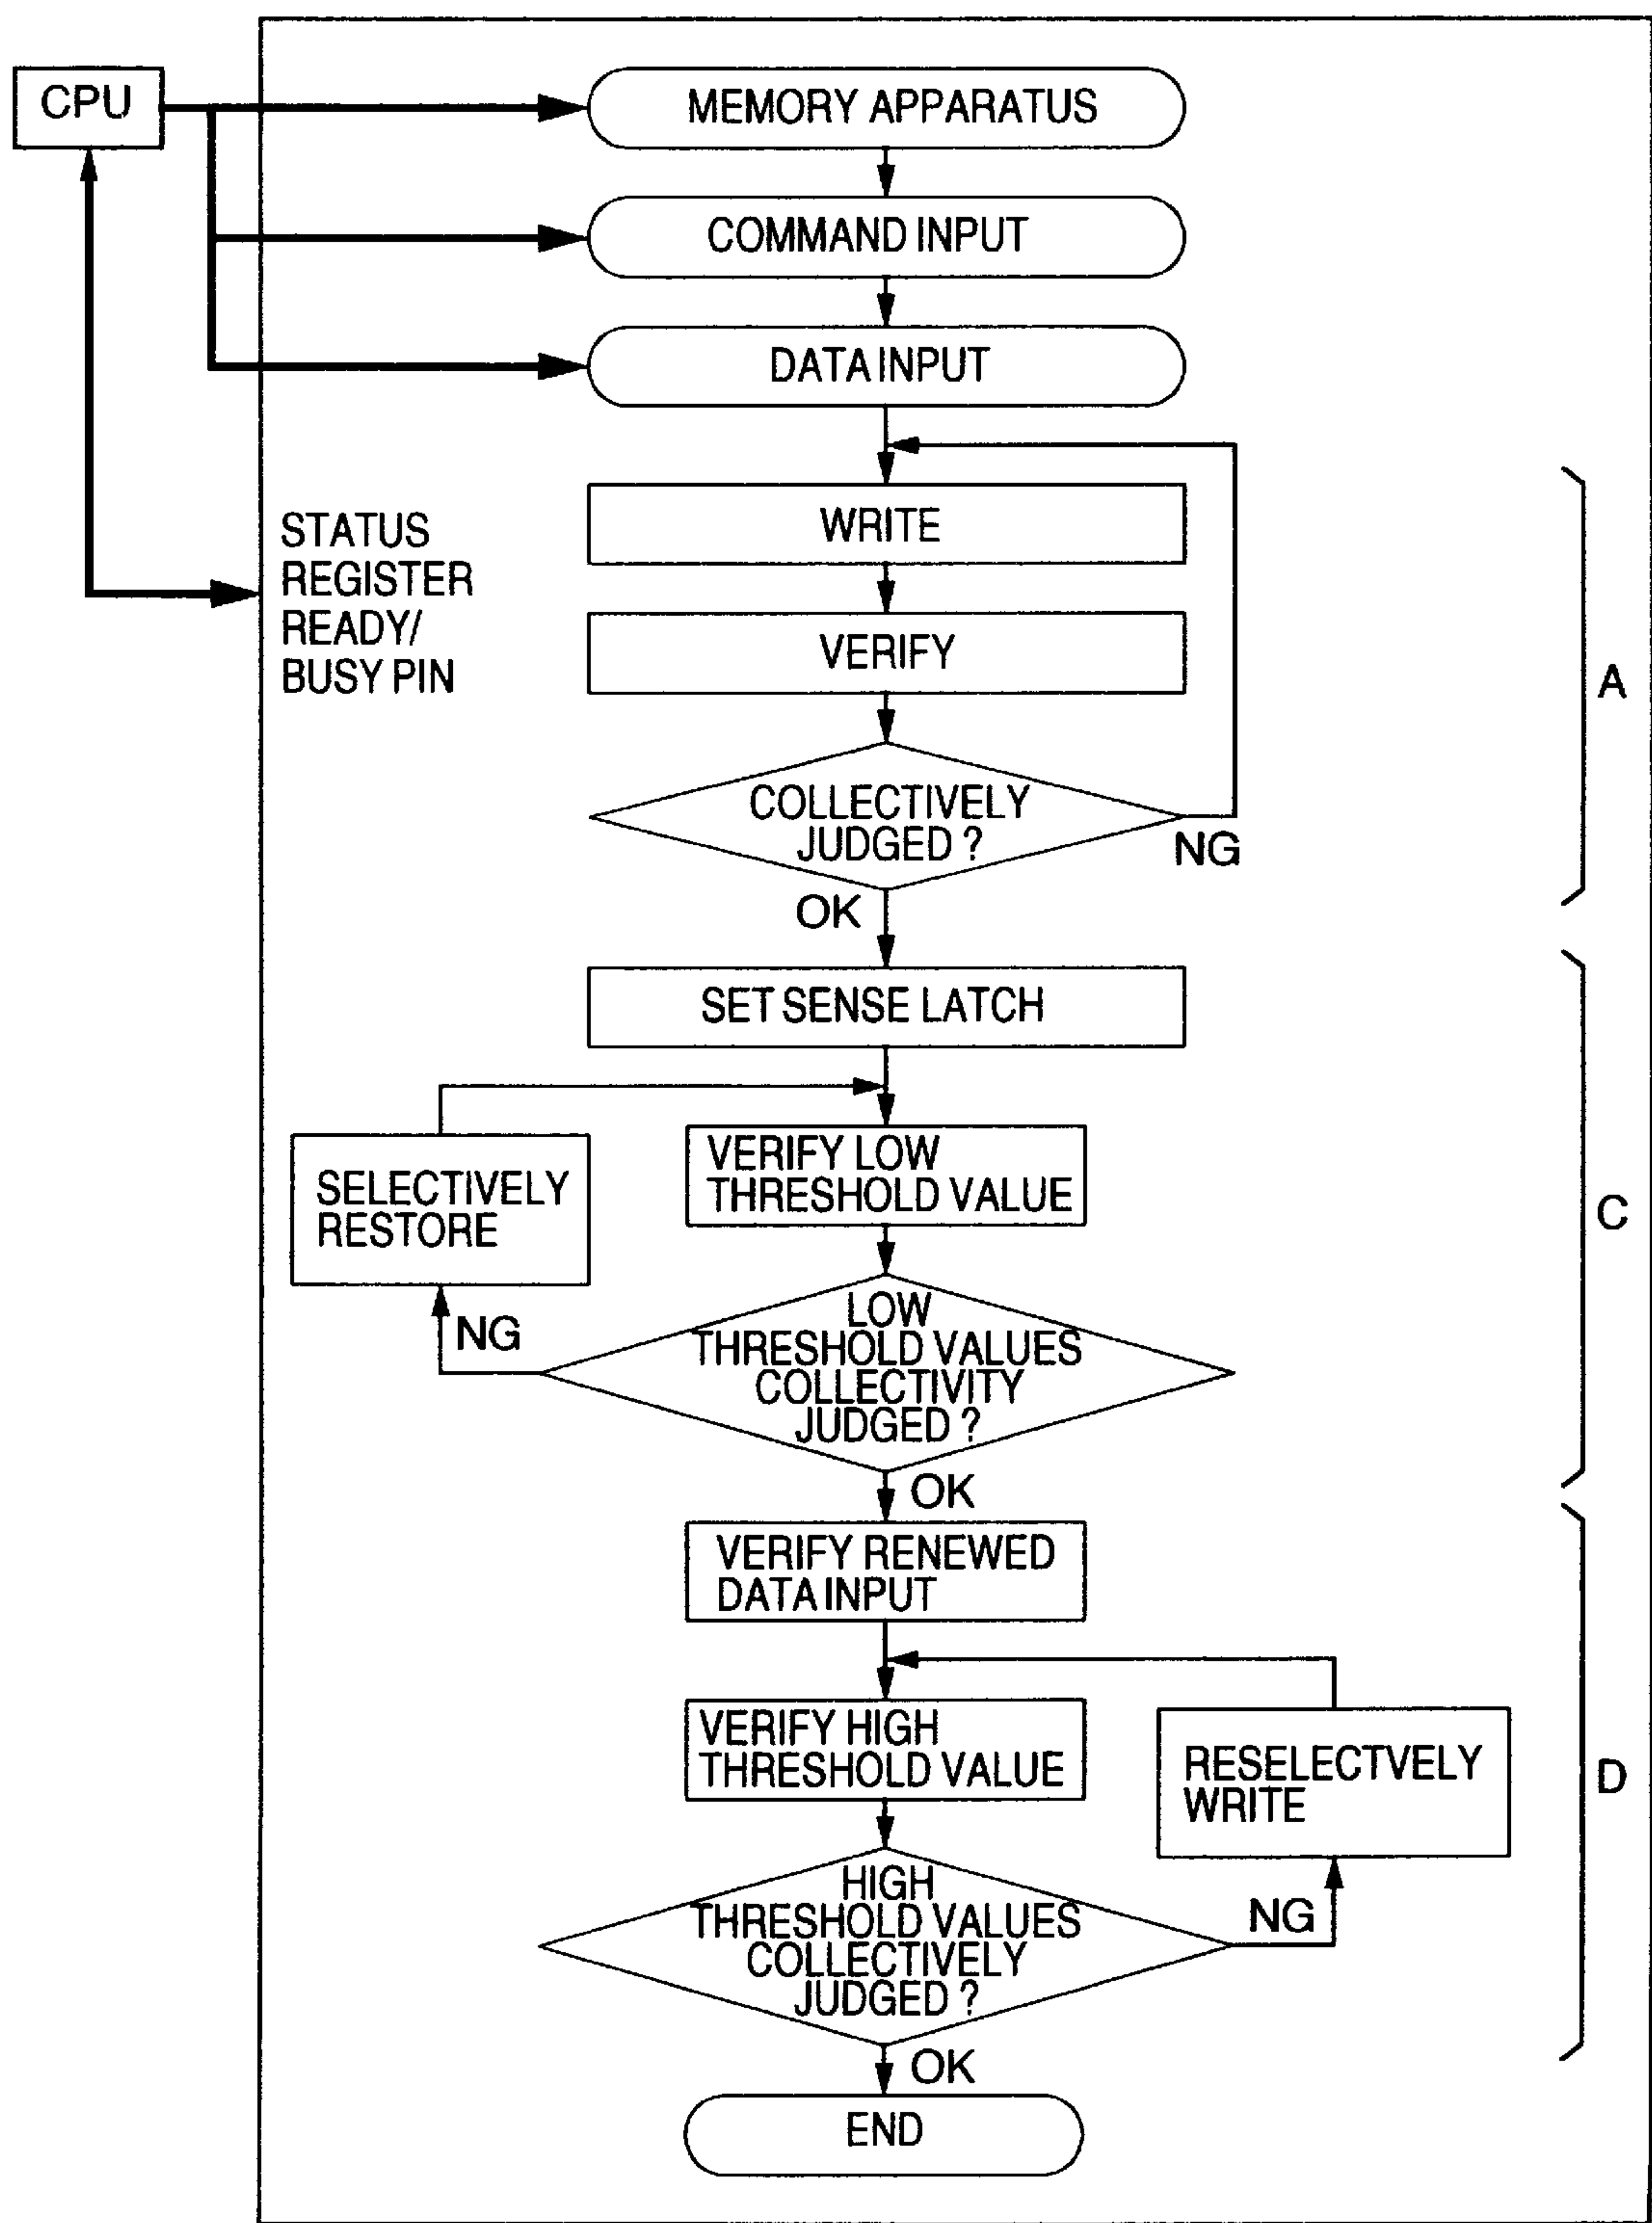 CPU
MEMORY APPARATUS
COMMAND INPUT
DATA INPUT
STATUS
REGISTER
READY/
BUSY PIN
WRITE
VERIFY
A
COLLECTIVELY
JUDGED ?
NG
OK
SET SENSE LATCH
VERIFY LOW
THRESHOLD VALUE
SELECTIVELY
RESTORE
C
NG
LOW
THRESHOLD VALUES
COLLECTIVITY
JUDGED ?
OK
VERIFY RENEWED
DATA INPUT
VERIFY HIGH
THRESHOLD VALUE
RESELECTVELY
WRITE
D
HIGH
THRESHOLD VALUES
COLLECTIVELY
JUDGED ?
NG
OK
END